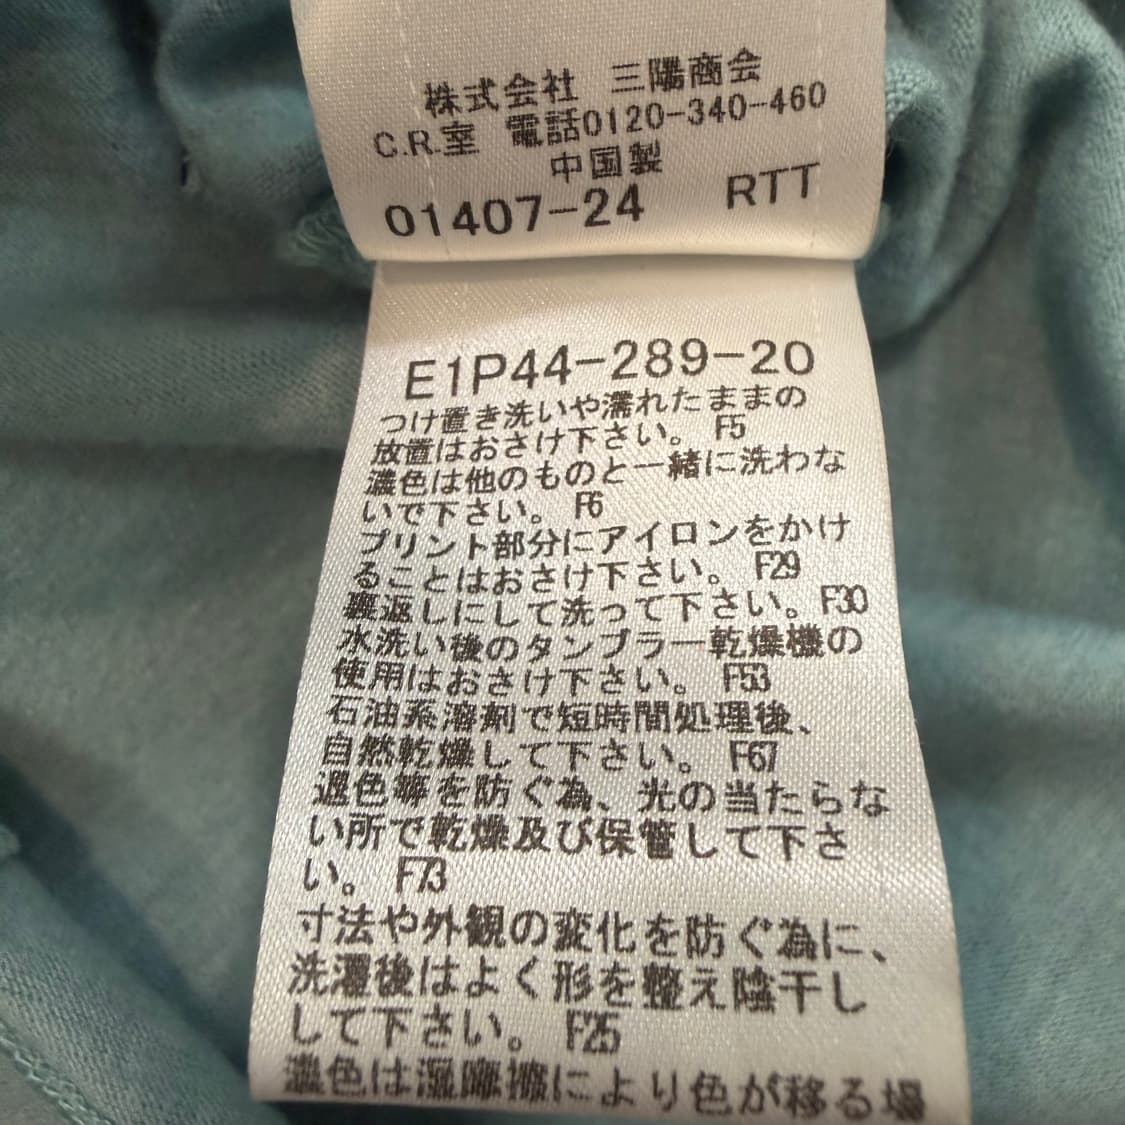 株式会社 三陽商会
C.R.室 電話0120-340-460
中国製
01407-24 RTT
E1P44-289-20
つけ置き洗いや濡れたままの
放置はおさけ下さい。 F5
濃色は他のものと一緒に洗わな
いで下さい。 F6
プリント部分にアイロンをかけ
ることはおさけ下さい。 F29
裏返しにして洗って下さい。 F30
水洗い後のタンブラー乾燥機の
使用はおさけ下さい。 F53
石油系溶剤で短時間処理後、
自然乾燥して下さい。 F67
退色等を防ぐ為、光の当たらな
い所で乾燥及び保管して下さ
い。 F73
寸法や外観の変化を防ぐ為に、
洗濯後はよく形を整え陰干し
して下さい。 F25
濃色は湿摩擦により色が移る場